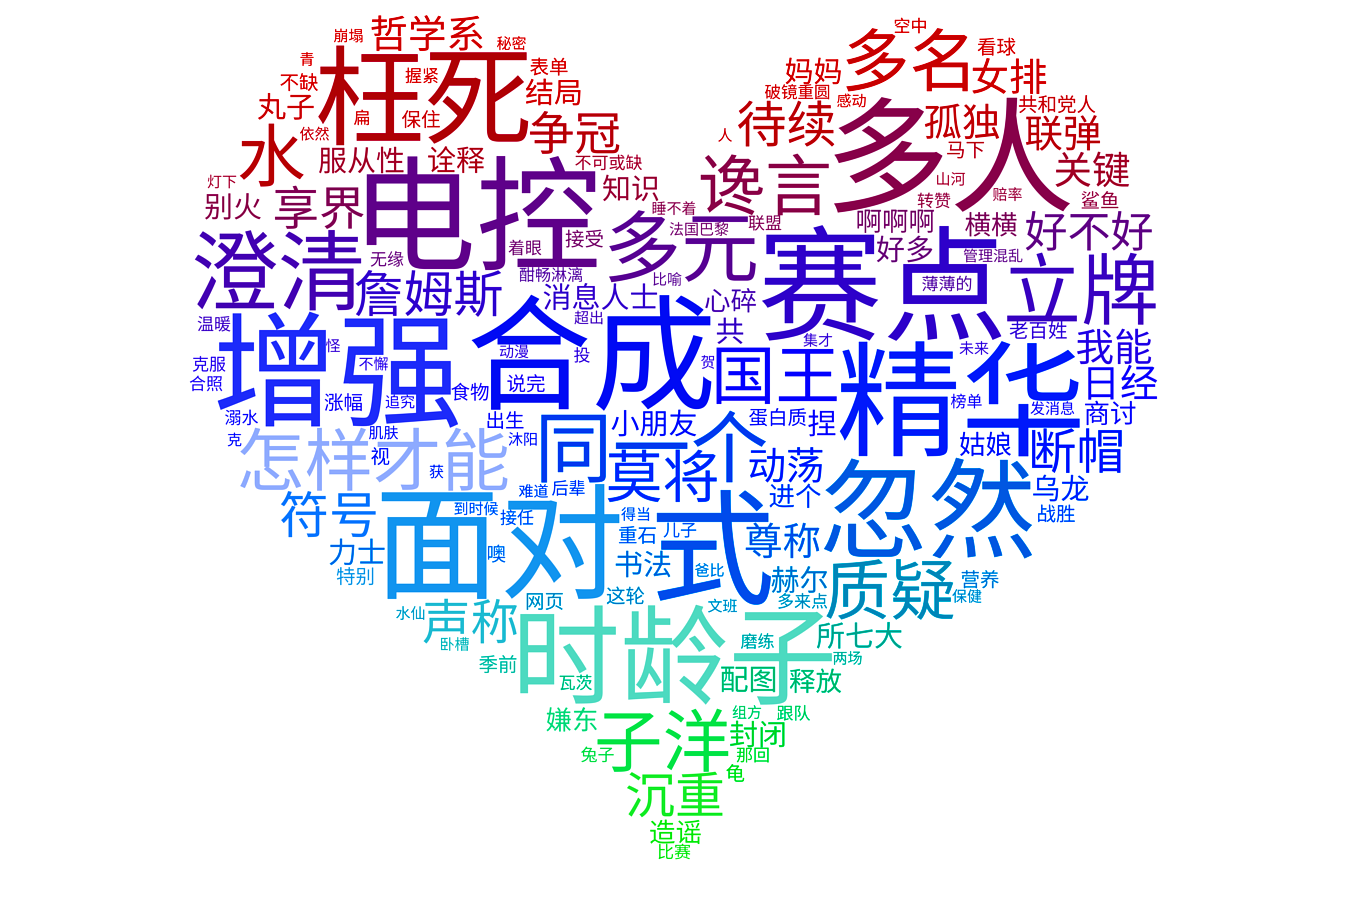 崩塌
哲学系
秘密
空中
青
枉死
多名
看球
不缺
握紧
表单
妈妈
女排
丸子
扁
保住
结局
破镜重圆
感动
共和党人
水
依然
争冠
人
待续
多人
孤独
联弹
服从性
诠释
不可或缺
谗言
马下
关键
灯下
电控
知识
山河
别火
享界
睡不着
转赞
赔率
鲨鱼
多元
法国巴黎
联盟
啊啊啊
横横
好不好
澄清
无缘
着眼
接受
赛点
好多
管理混乱
立牌
詹姆斯
酣畅淋漓
比喻
薄薄的
消息人士
心碎
温暖
增强
合成
超出
共
集才
老百姓
怪
动漫
投
国王
精华
未来
我能
克服
不懈
贺
合照
说完
日经
涨幅
追究
食物
榜单
发消息
商讨
溺水
出生
同一个
小朋友
蛋白质
捏
克
怎样才能
肌肤
沐阳
姑娘
断帽
视
获
莫将
动荡
忽然
符号
面对
难道
后辈
进个
乌龙
到时候
接任
式
得当
战胜
力士
噢
重石
儿子
尊称
特别
书法
爸比
赫尔
质疑
营养
网页
这轮
文班
多来点
保健
水仙
声称
时龄子
卧槽
磨练
所七大
季前
瓦茨
配图
释放
两场
嫌东
子洋
组方
跟队
封闭
兔子
那回
沉重
龟
造谣
比赛